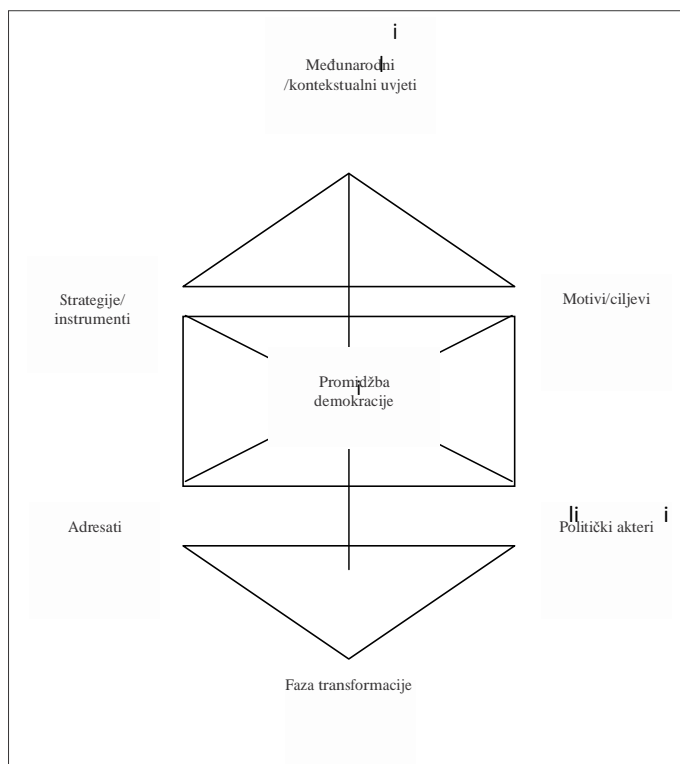 Međunarodni
/kontekstualni uvjeti
Strategije/
instrumenti
Motivi/ciljevi
Promidžba
demokracije
Adresati
Politički akteri
Faza transformacije